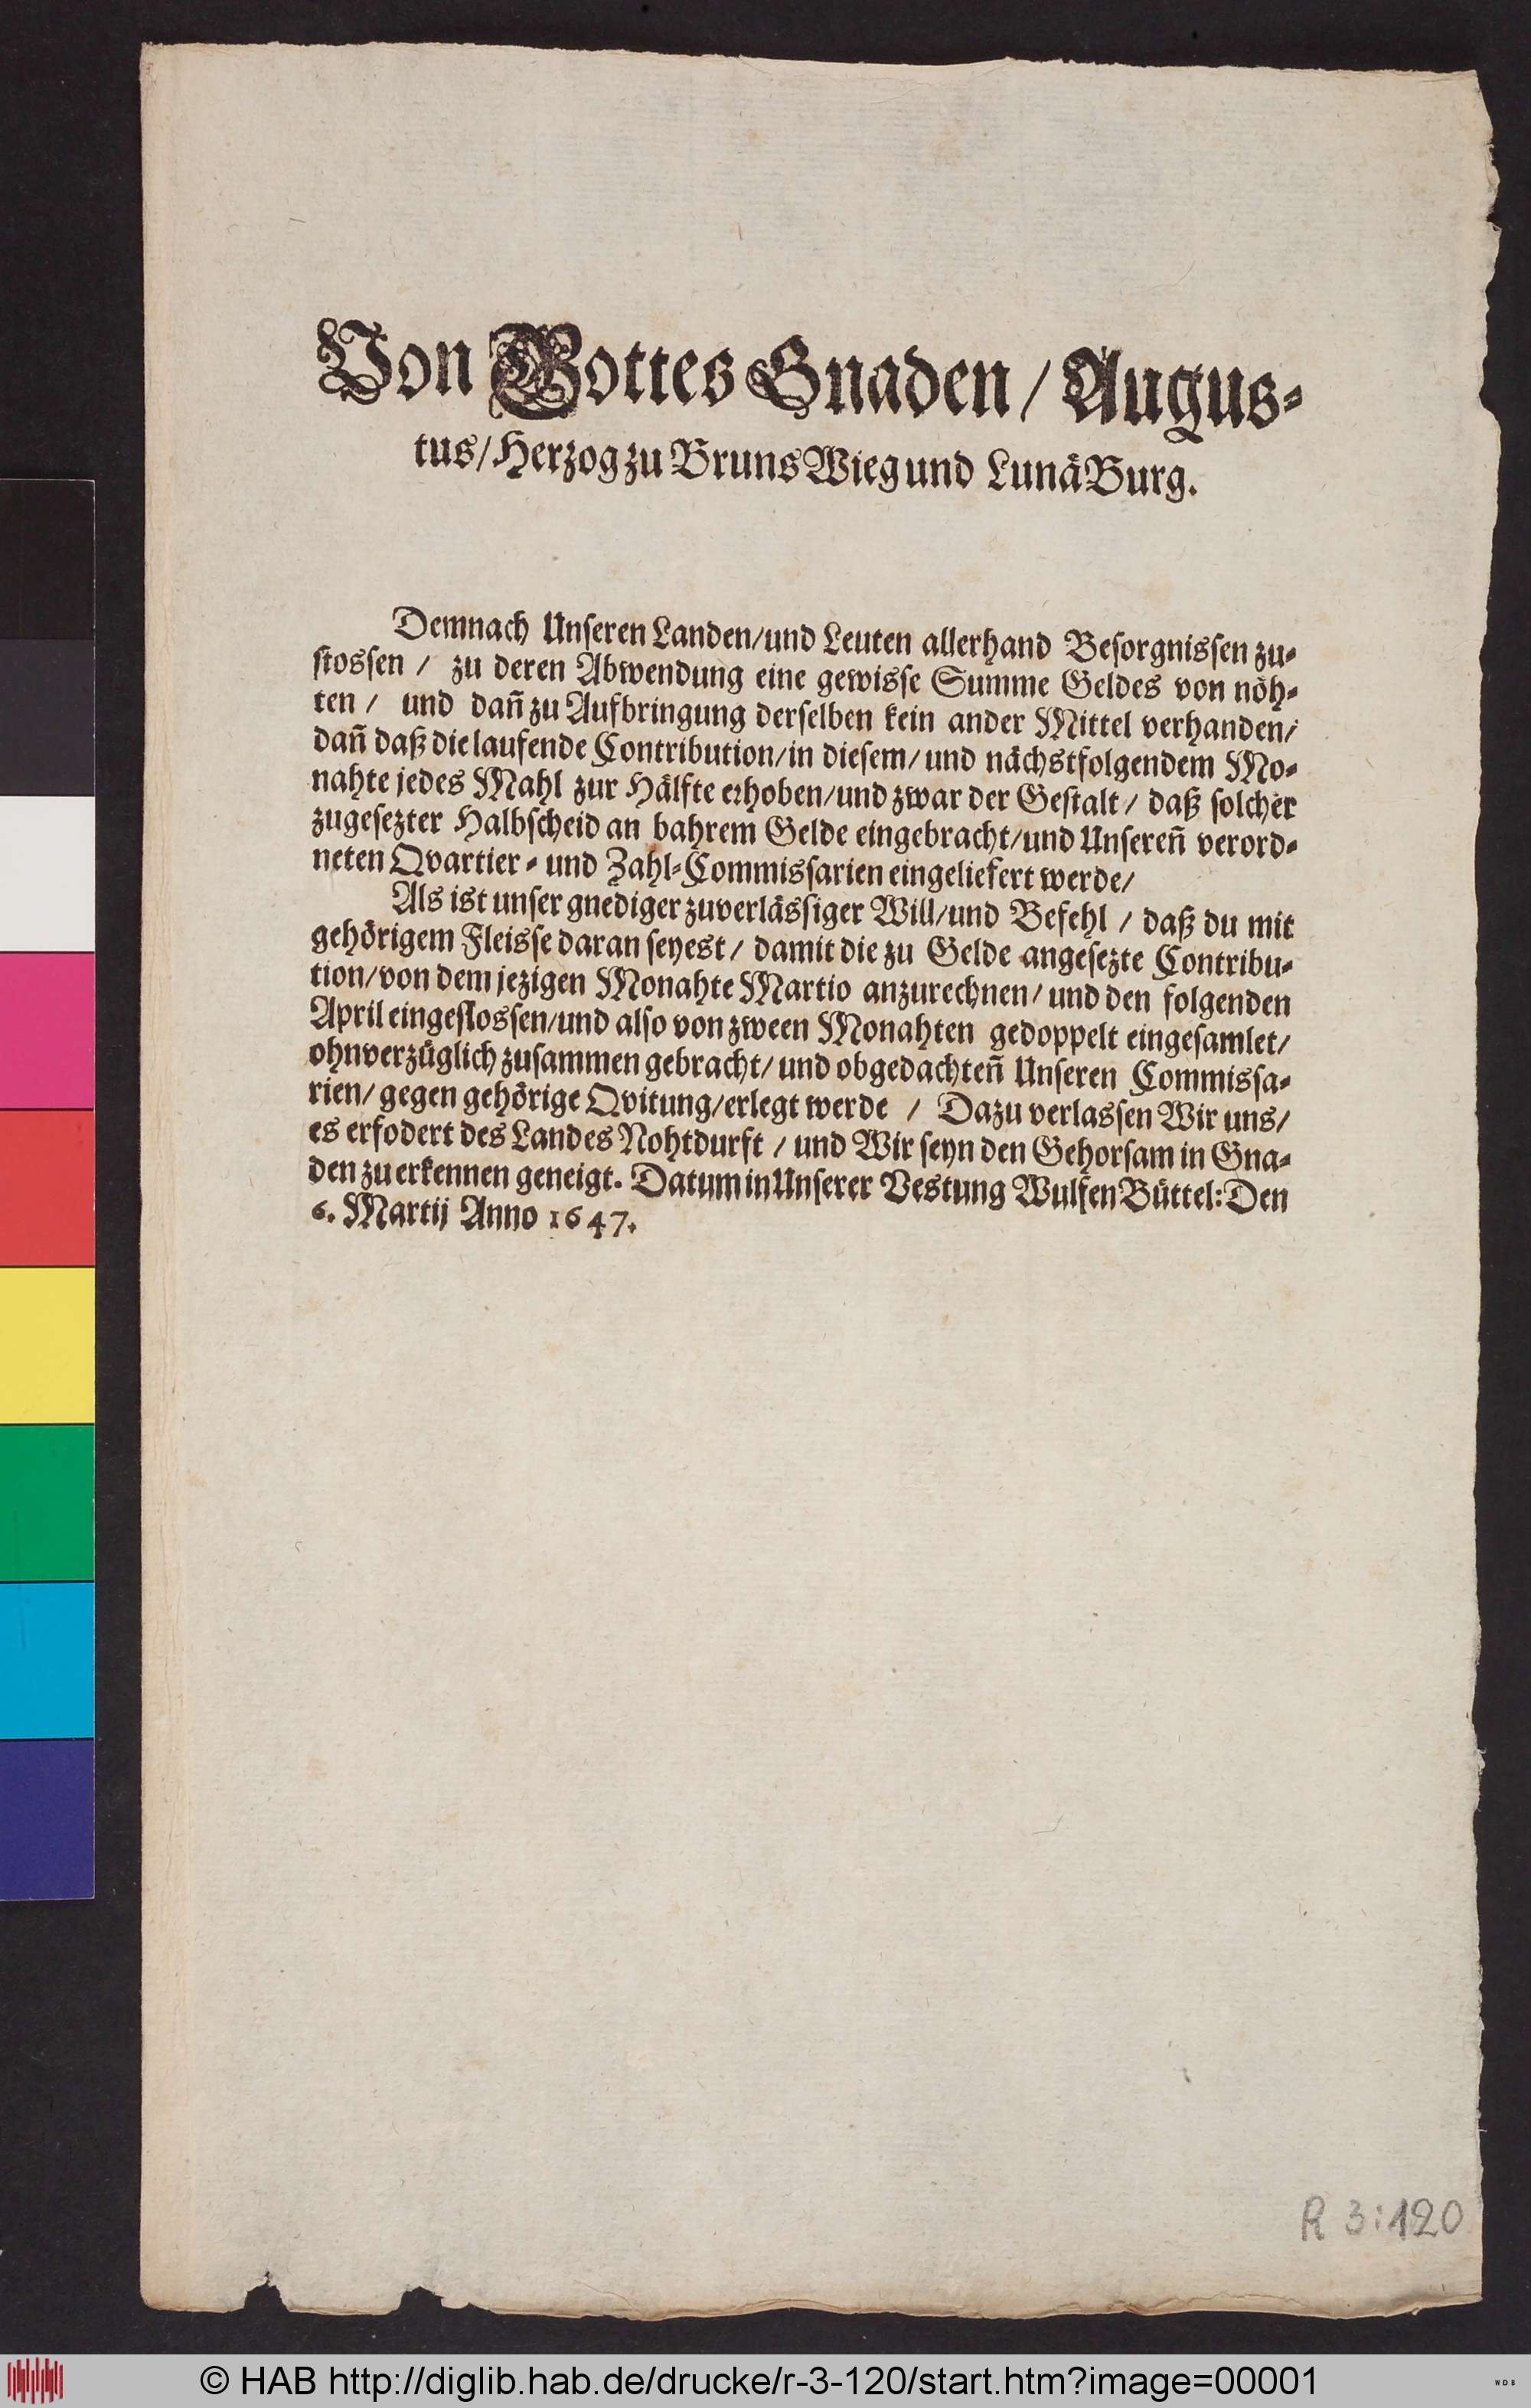 Von Gottes Gnaden / Augus-
tus / Herzog zu BrunsWieg und LunäBurg.
Demnach Unseren Landen/und Leuten allerhand Besorgnissen zu-
stossen / zu deren Abwendung eine gewisse Summe Geldes von nöh-
ten / und dañ zu Aufbringung derselben kein ander Mittel verhanden/
dañ daß die laufende Contribution/in diesem/ und nächstfolgendem Mo-
nahte jedes Mahl zur Hälfte erhoben/und zwar der Gestalt / daß solcher
zugesezter Halbscheid an bahrem Gelde eingebracht/und Unsereñ verord-
neten Qvartier- und Zahl-Commissarien eingeliefert werde/
Als ist unser gnediger zuverlässiger Will/und Befehl / daß du mit
gehörigem Fleisse daran seyest / damit die zu Gelde angesezte Contribu-
tion/von dem jezigen Monahte Martio anzurechnen/ und den folgenden
April eingeslossen/und also von zween Monahten gedoppelt eingesamlet/
ohnverzüglich zusammen gebracht/ und obgedachteñ Unseren Commissa-
rien/ gegen gehörige Qvitung/erlegt werde / Dazu verlassen Wir uns/
es erfodert des Landes Nohtdurft / und Wir seyn den Gehorsam in Gna-
den zu erkennen geneigt. Datum in Unserer Vestung WulfenBüttel: Den
6. Martij Anno 1647.
R 3:120
© HAB http://diglib.hab.de/drucke/r-3-120/start.htm?image=00001
WDB